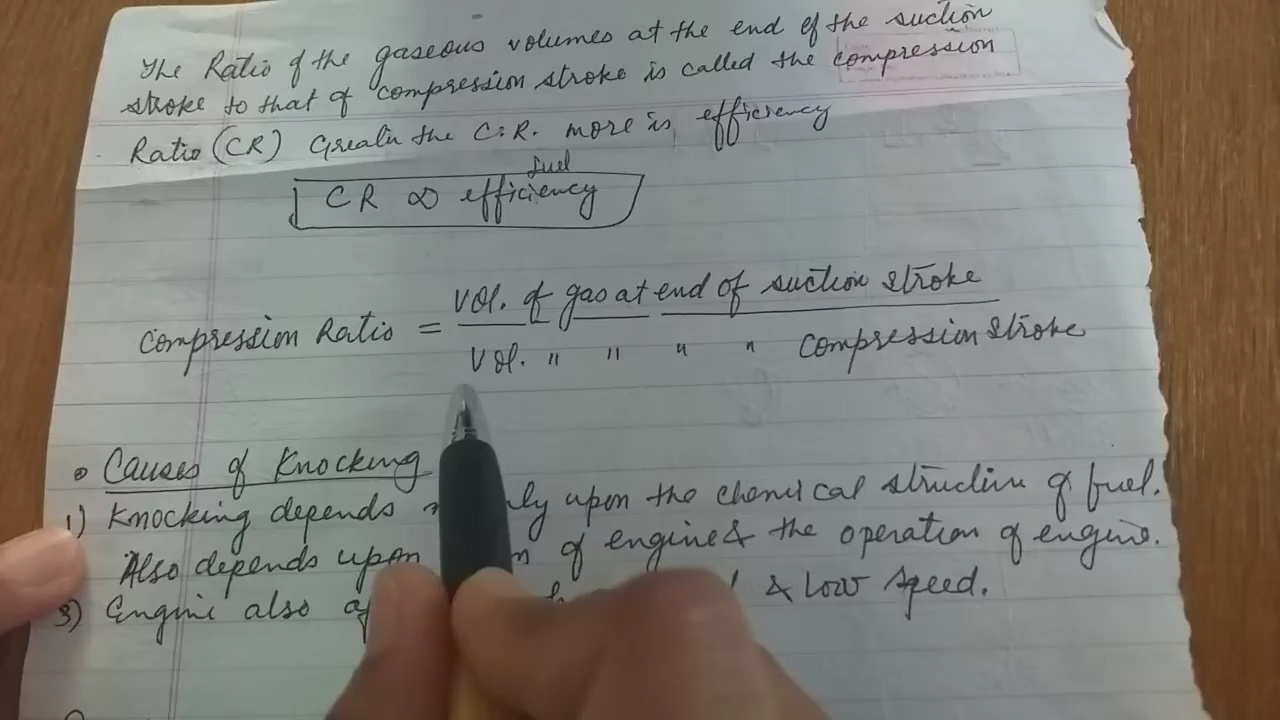 The Ratio of the gaseous volumes at the end of the suction
stroke to that of compression stroke is called the compression
Ratio (CR) Greater the C.R. more is efficiency
fuel
CR ∝ efficiency
Compression Ratio = Vol. of gas at end of suction stroke
Vol. " " " " Compression stroke
Causes of Knocking
1) Knocking depends upon the chemical structure of fuel.
Also depends upon of engine & the operation of engine.
3) Engine also & Low speed.